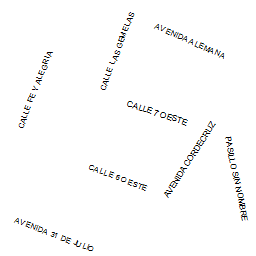 CALLE LAS GEMELAS
AVENIDA ALEMANA
CALLE FE Y ALEGRIA
CALLE 7 OESTE
AVENIDA CORDECRUZ
PASILLO SIN NOMBRE
CALLE 6 OESTE
AVENIDA 31 DE JULIO